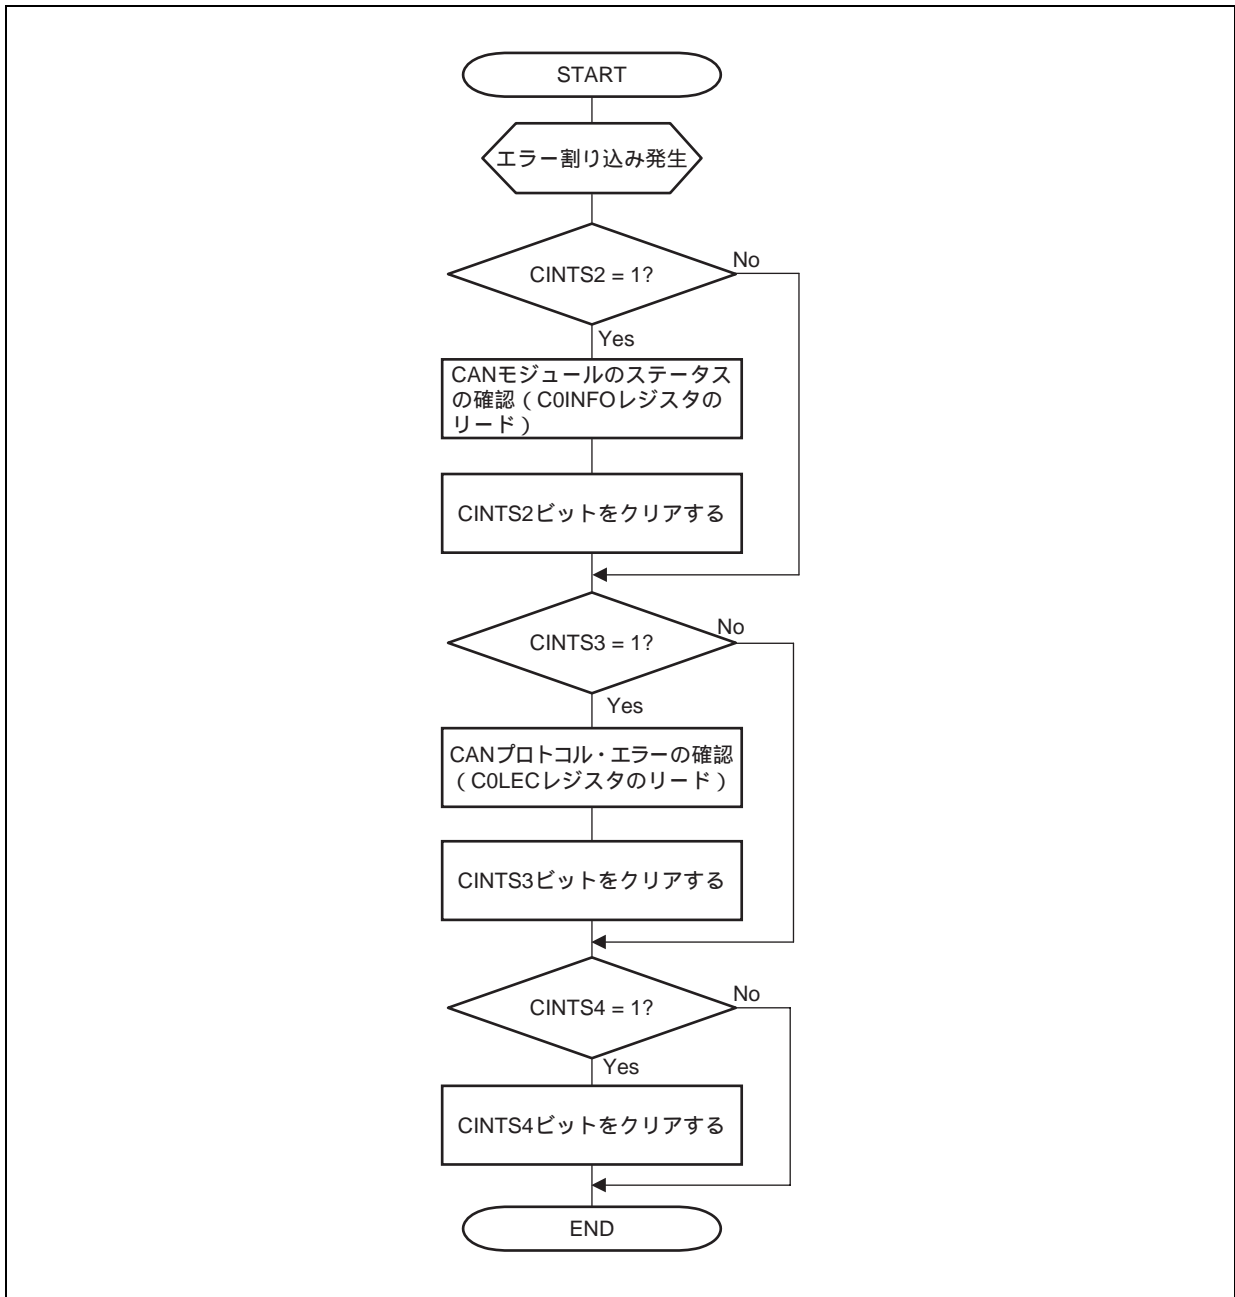 START
エラー割り込み発生
CINTS2 = 1?
No
Yes
CANモジュールのステータス
の確認（C0INFOレジスタの
リード）
CINTS2ビットをクリアする
CINTS3 = 1?
No
Yes
CANプロトコル・エラーの確認
（C0LECレジスタのリード）
CINTS3ビットをクリアする
CINTS4 = 1?
No
Yes
CINTS4ビットをクリアする
END